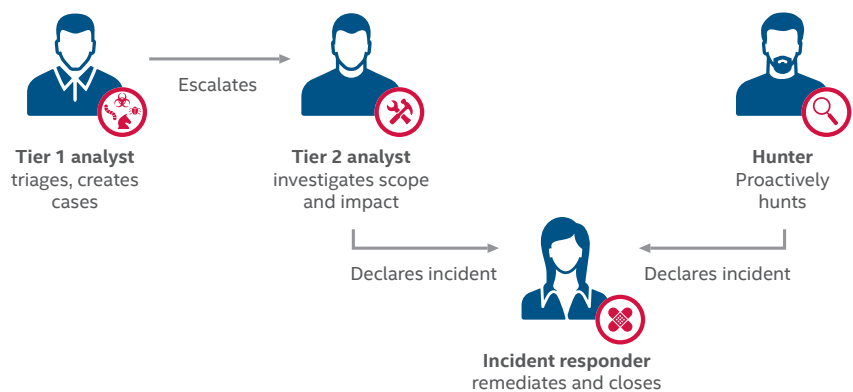 Escalates
Tier 1 analyst
triages, creates
cases
Tier 2 analyst
investigates scope
and impact
Hunter
Proactively
hunts
Declares incident
Declares incident
Incident responder
remediates and closes